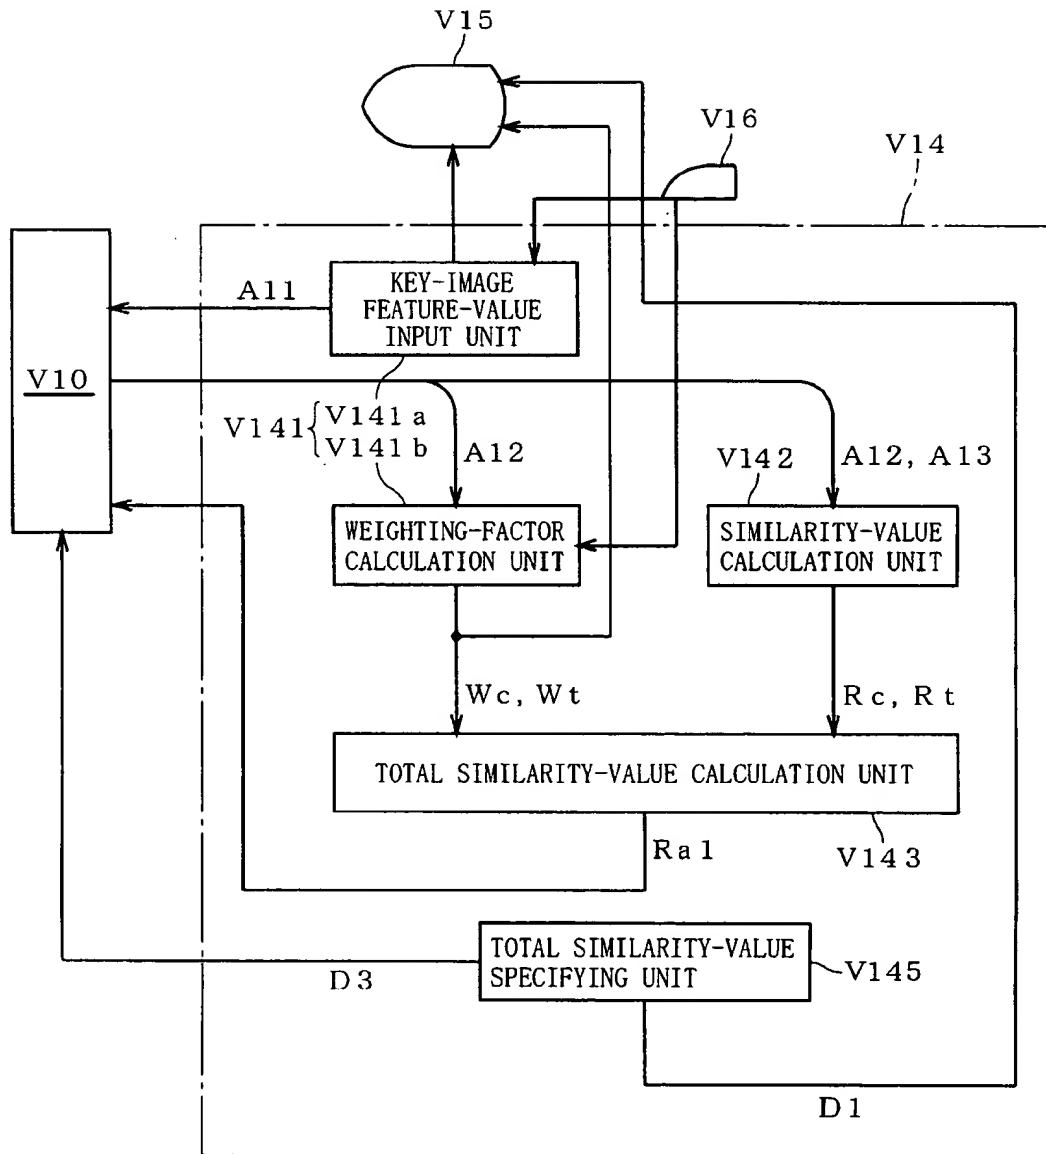 V15
V16
V14
KEY-IMAGE
FEATURE-VALUE
INPUT UNIT
A11
V10
V141 { V141a
V141b
A12
V142
A12, A13
WEIGHTING-FACTOR
CALCULATION UNIT
SIMILARITY-VALUE
CALCULATION UNIT
Wc, Wt
Rc, Rt
TOTAL SIMILARITY-VALUE CALCULATION UNIT
Ra1
V143
TOTAL SIMILARITY-VALUE
SPECIFYING UNIT
V145
D3
D1